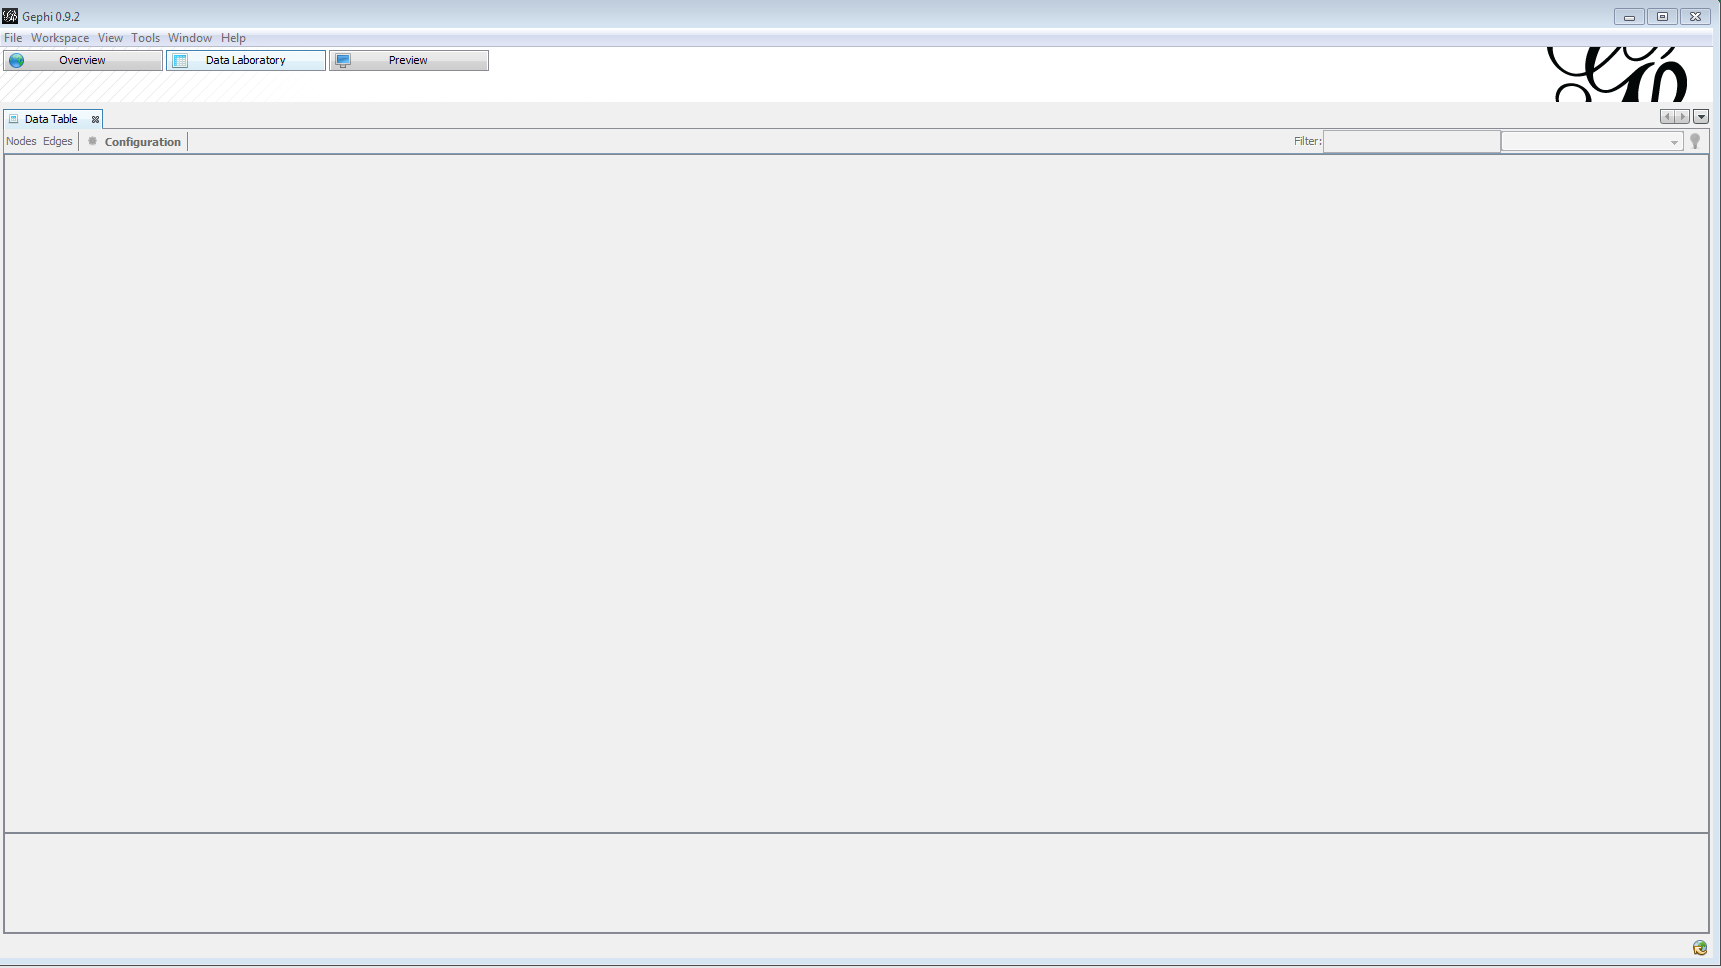 Gephi 0.9.2
File Workspace View Tools Window Help
Overview Data Laboratory Preview
Data Table
Nodes Edges Configuration Filter: